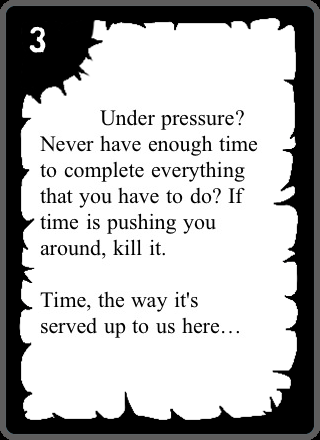 3
Under pressure?
Never have enough time
to complete everything
that you have to do? If
time is pushing you
around, kill it.
Time, the way it's
served up to us here…